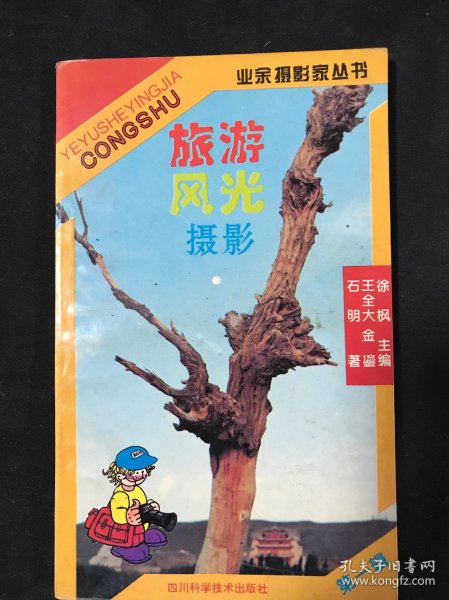 YEYUSHEYINGJIA
CONGSHU
业余摄影家丛书
旅游
风光
摄影
徐枫 主编
王全大 金
石明 著
四川科学技术出版社
孔夫子旧书网
kongfz.com